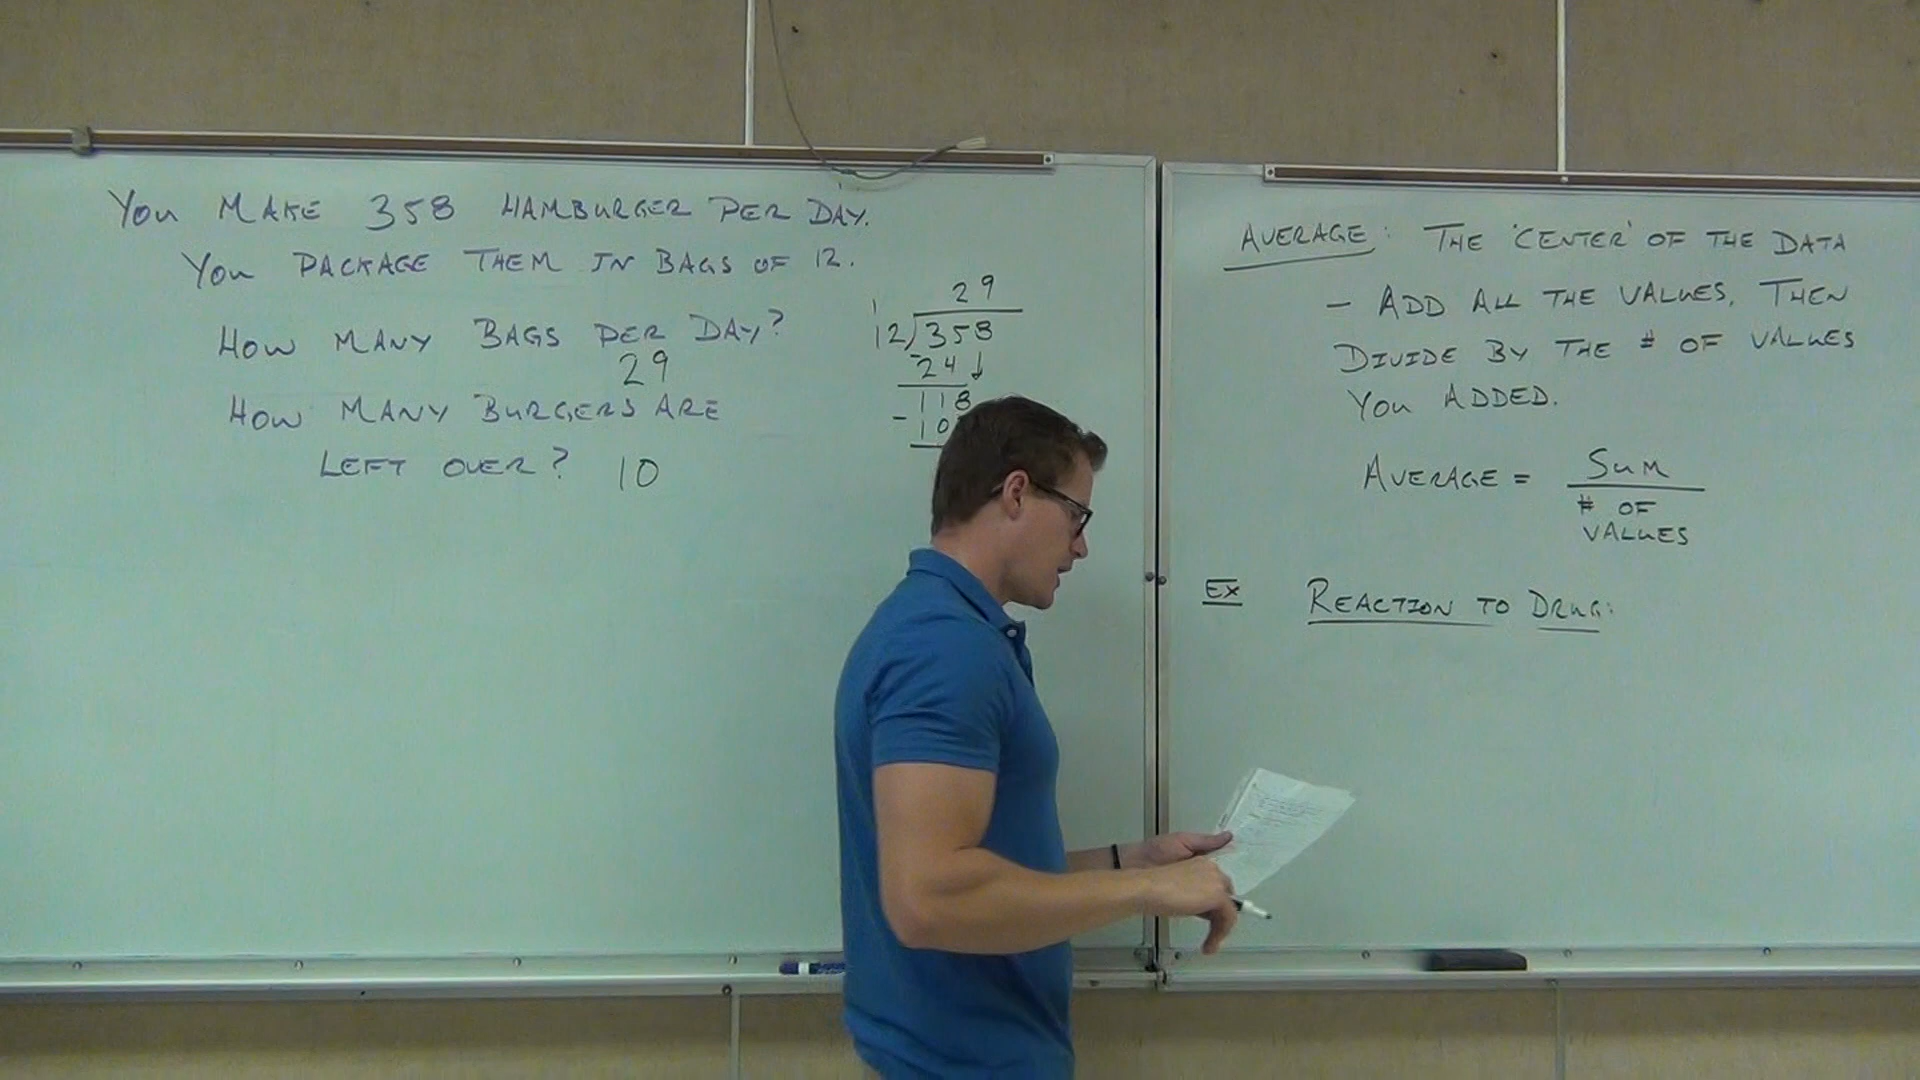 You MAKE 358 HAMBURGER PER DAY.
You PACKAGE THEM IN BAGS OF 12.
HOW MANY BAGS PER DAY?
29
HOW MANY BURGERS ARE
LEFT OVER? 10
29
1
12)358
-24↓
118
-10
AVERAGE: THE 'CENTER' OF THE DATA
- ADD ALL THE VALUES, THEN
DIVIDE BY THE # OF VALUES
YOU ADDED.
AVERAGE = SUM
# OF
VALUES
EX REACTION TO DRUG: